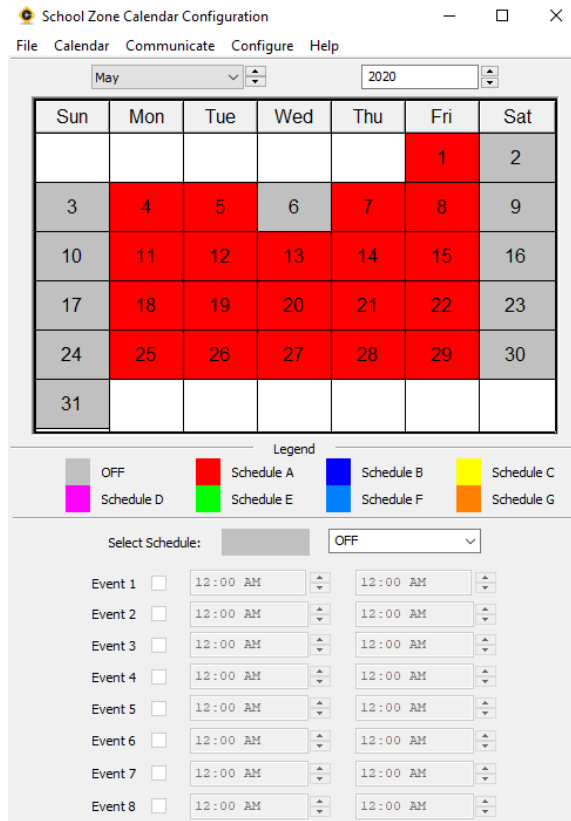 School Zone Calendar Configuration
File Calendar Communicate Configure Help
May 2020
Sun Mon Tue Wed Thu Fri Sat
1 2
3 4 5 6 7 8 9
10 11 12 13 14 15 16
17 18 19 20 21 22 23
24 25 26 27 28 29 30
31
Legend
OFF Schedule A Schedule B Schedule C
Schedule D Schedule E Schedule F Schedule G
Select Schedule: OFF
Event 1 12:00 AM 12:00 AM
Event 2 12:00 AM 12:00 AM
Event 3 12:00 AM 12:00 AM
Event 4 12:00 AM 12:00 AM
Event 5 12:00 AM 12:00 AM
Event 6 12:00 AM 12:00 AM
Event 7 12:00 AM 12:00 AM
Event 8 12:00 AM 12:00 AM